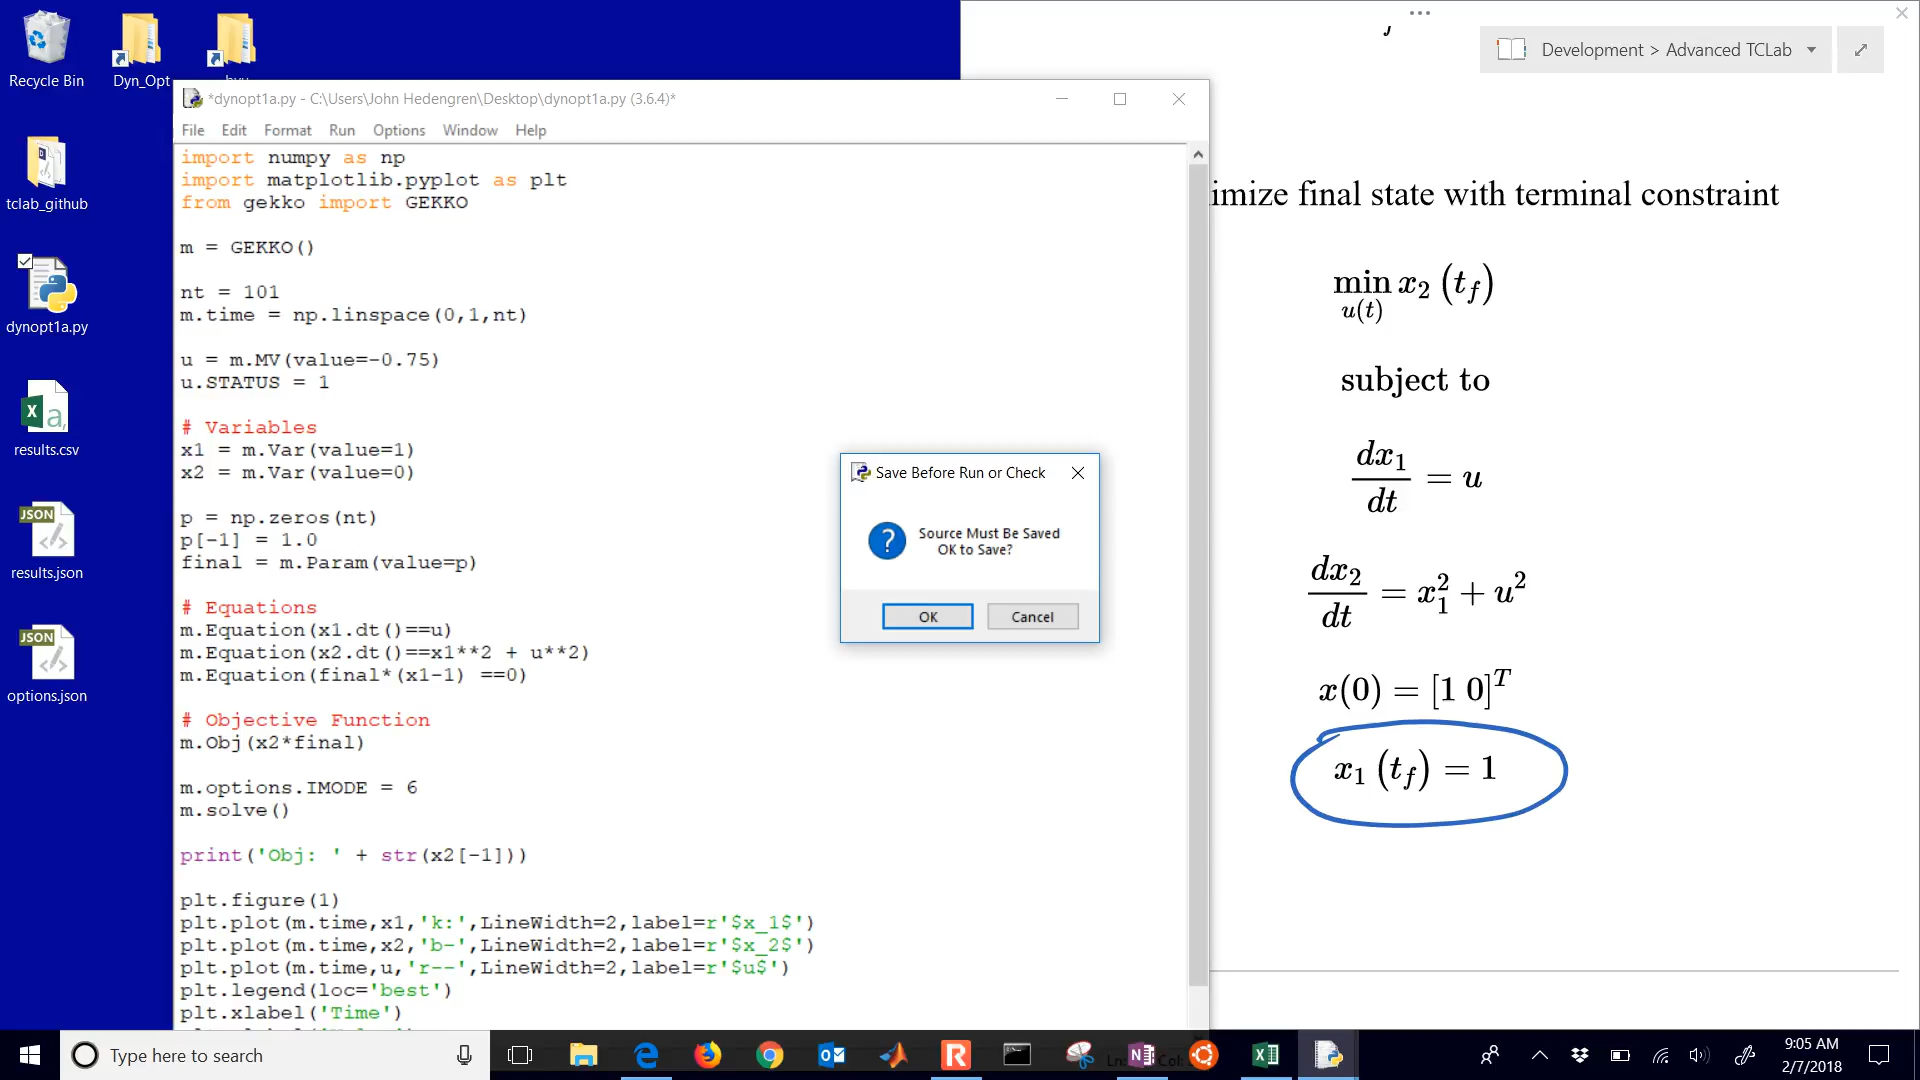 Recycle Bin
Dyn_Opt
tclab_github
dynopt1a.py
results.csv
JSON
results.json
JSON
options.json
*dynopt1a.py - C:\Users\John Hedengren\Desktop\dynopt1a.py (3.6.4)*
File Edit Format Run Options Window Help
import numpy as np
import matplotlib.pyplot as plt
from gekko import GEKKO
m = GEKKO()
nt = 101
m.time = np.linspace(0,1,nt)
u = m.MV(value=-0.75)
u.STATUS = 1
# Variables
x1 = m.Var(value=1)
x2 = m.Var(value=0)
p = np.zeros(nt)
p[-1] = 1.0
final = m.Param(value=p)
# Equations
m.Equation(x1.dt()==u)
m.Equation(x2.dt()==x1**2 + u**2)
m.Equation(final*(x1-1) ==0)
# Objective Function
m.Obj(x2*final)
m.options.IMODE = 6
m.solve()
print('Obj: ' + str(x2[-1]))
plt.figure(1)
plt.plot(m.time,x1,'k:',LineWidth=2,label=r'$x_1$')
plt.plot(m.time,x2,'b-',LineWidth=2,label=r'$x_2$')
plt.plot(m.time,u,'r--',LineWidth=2,label=r'$u$')
plt.legend(loc='best')
plt.xlabel('Time')
Save Before Run or Check
Source Must Be Saved
OK to Save?
OK Cancel
Development > Advanced TCLab
imize final state with terminal constraint
min x₂ (t_f)
u(t)
subject to
dx₁/dt = u
dx₂/dt = x₁² + u²
x(0) = [1 0]ᵀ
x₁ (t_f) = 1
Type here to search
9:05 AM
2/7/2018